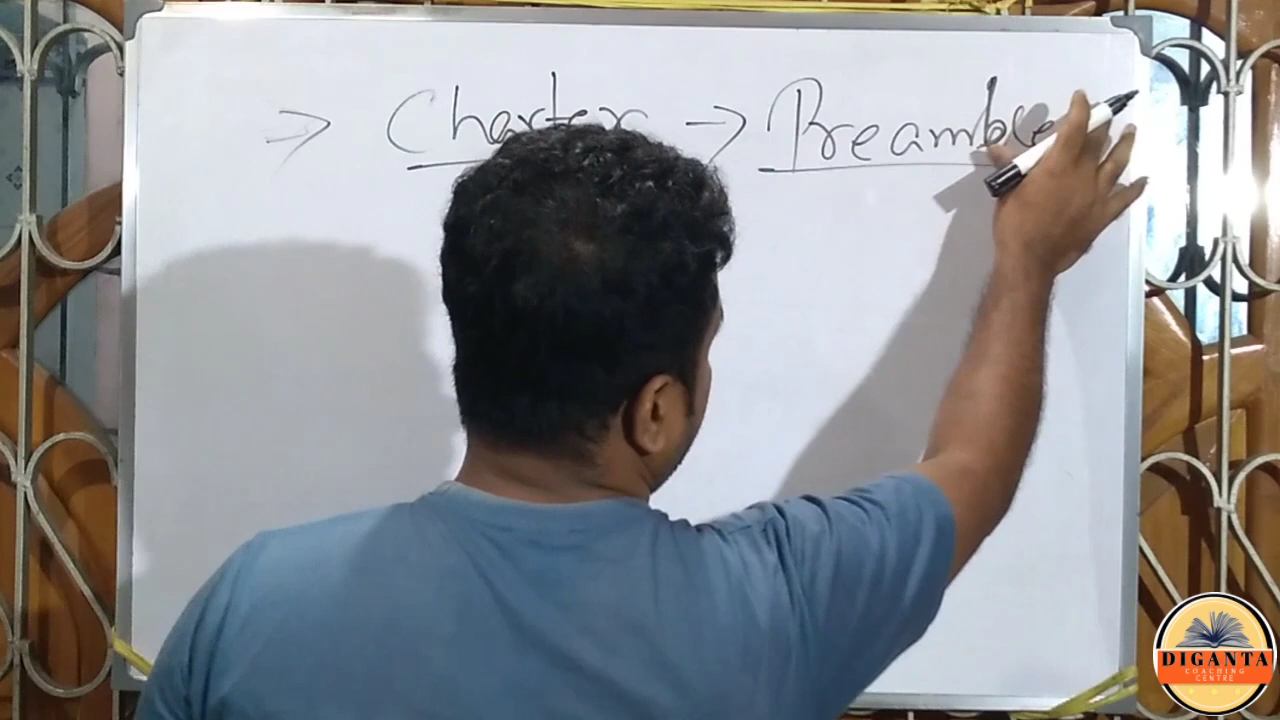 → Charter → Preamble
DIGANTA
COACHING
CENTRE